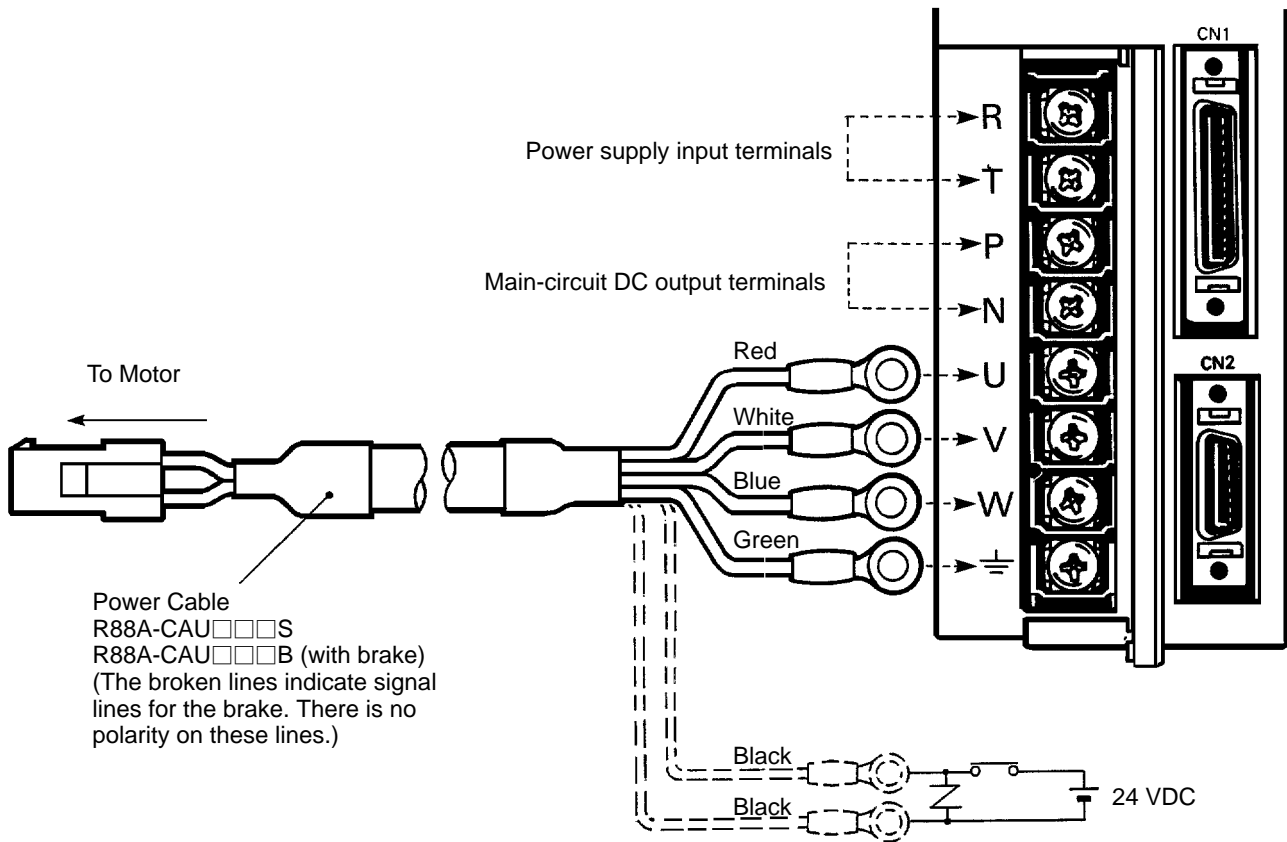 CN1
R
Power supply input terminals
T
P
Main-circuit DC output terminals
N
Red
U
CN2
To Motor
White
V
Blue
W
Green
Power Cable
R88A-CAU□□□S
R88A-CAU□□□B (with brake)
(The broken lines indicate signal
lines for the brake. There is no
polarity on these lines.)
Black
Black
24 VDC